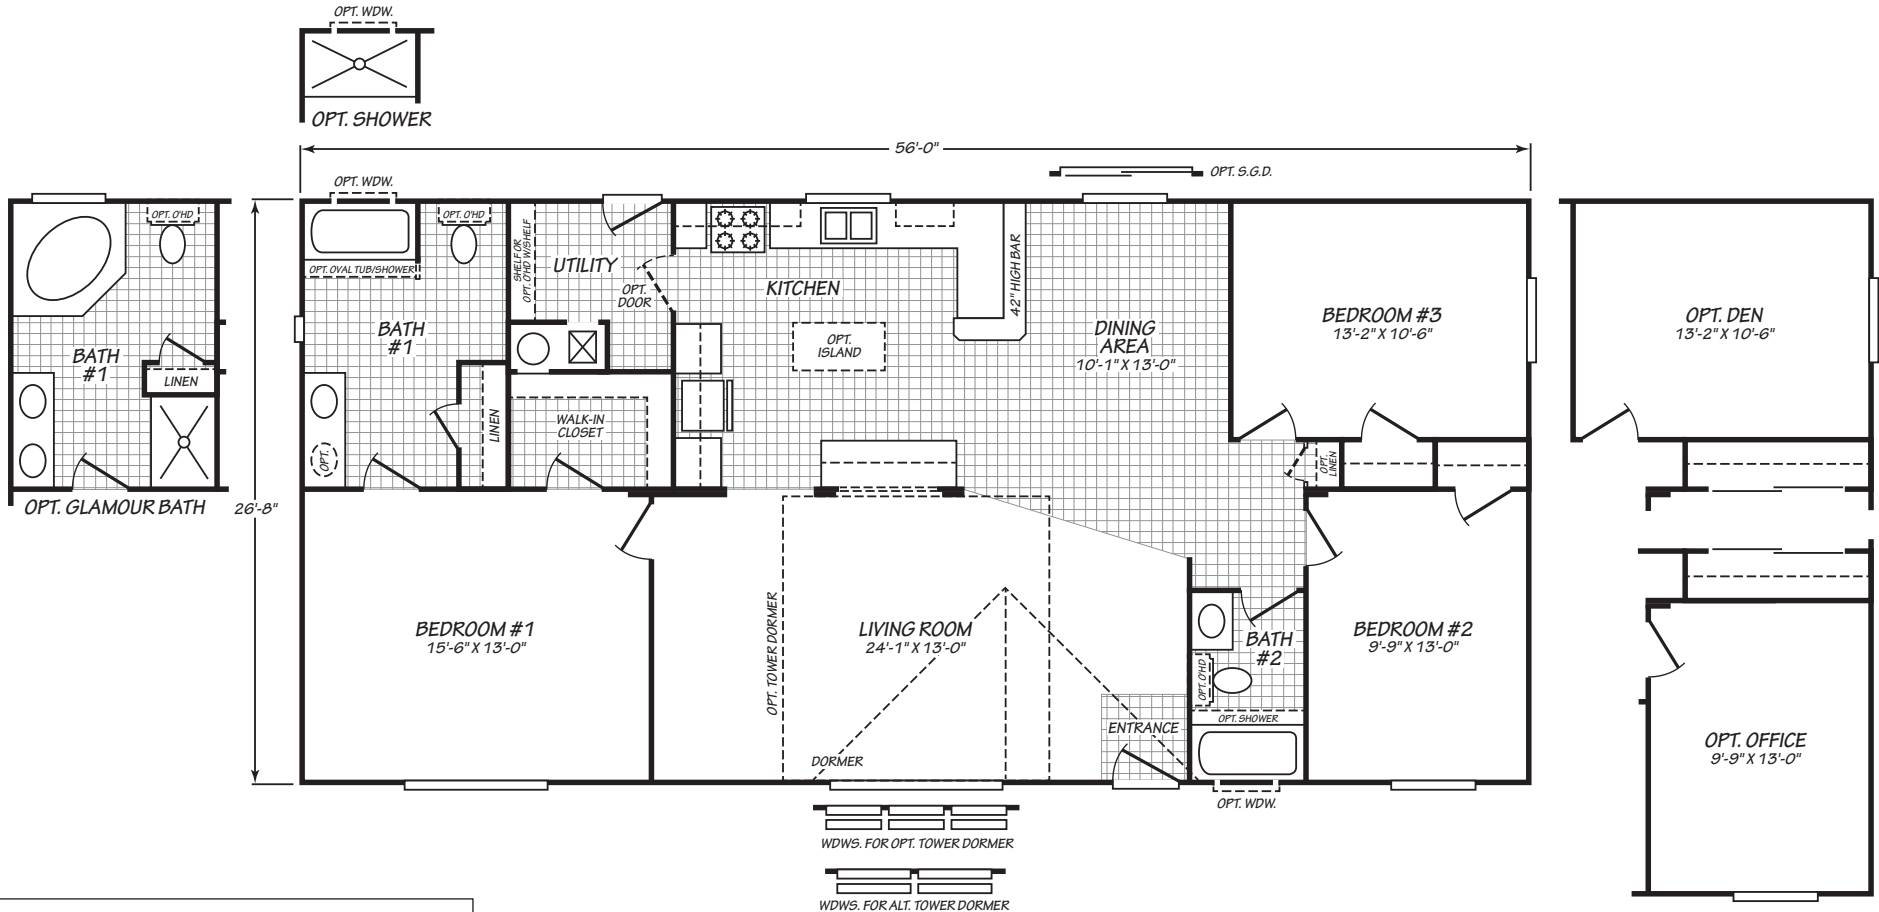 OPT. WDW.
OPT. SHOWER
56'-0"
OPT. S.G.D.
OPT. WDW.
OPT. O'HD
BATH
#1
LINEN
OPT. GLAMOUR BATH
26'-8"
OPT. O'HD
OPT. OVAL TUB/SHOWER
BATH
#1
OPT.
LINEN
SHELF OR
OPT. O'HD W/SHELF
UTILITY
OPT.
DOOR
WALK-IN
CLOSET
KITCHEN
OPT.
ISLAND
42" HIGH BAR
DINING
AREA
10'-1" X 13'-0"
BEDROOM #3
13'-2" X 10'-6"
OPT.
LINEN
OPT. DEN
13'-2" X 10'-6"
BEDROOM #1
15'-6" X 13'-0"
OPT. TOWER DORMER
LIVING ROOM
24'-1" X 13'-0"
DORMER
ENTRANCE
BATH
#2
OPT. O'HD
OPT. SHOWER
OPT. WDW.
BEDROOM #2
9'-9" X 13'-0"
OPT. OFFICE
9'-9" X 13'-0"
WDWS. FOR OPT. TOWER DORMER
WDWS. FOR ALT. TOWER DORMER